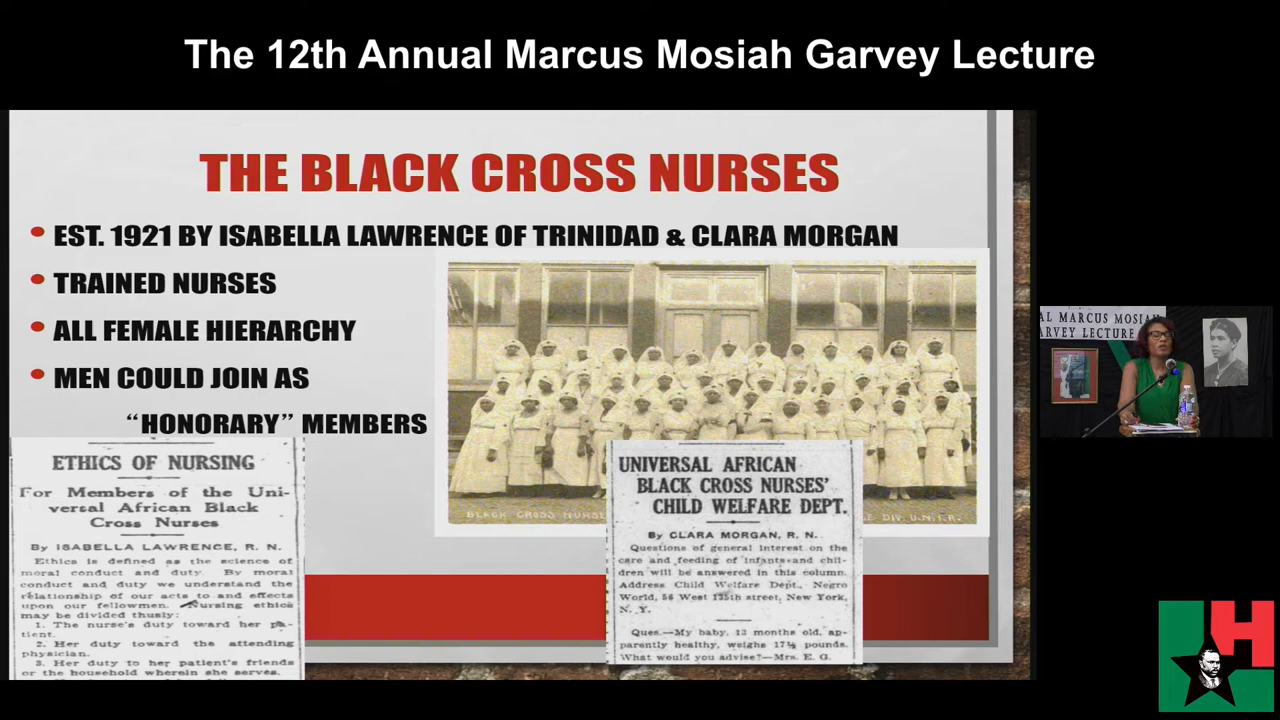 The 12th Annual Marcus Mosiah Garvey Lecture
THE BLACK CROSS NURSES
• EST. 1921 BY ISABELLA LAWRENCE OF TRINIDAD & CLARA MORGAN
• TRAINED NURSES
• ALL FEMALE HIERARCHY
• MEN COULD JOIN AS
“HONORARY” MEMBERS
BLACK CROSS NURSE
E DIV. U.N.I.A.
ETHICS OF NURSING
For Members of the Uni-
versal African Black
Cross Nurses
By ISABELLA LAWRENCE, R. N.
Ethics is defined as the science of
moral conduct and duty. By moral
conduct and duty we understand the
relationship of our acts to and effects
upon our fellowmen. Nursing ethics
may be divided thusly:
1. The nurse's duty toward her pa-
tient.
2. Her duty toward the attending
physician.
3. Her duty to her patient's friends
or the household wherein she serves.
UNIVERSAL AFRICAN
BLACK CROSS NURSES'
CHILD WELFARE DEPT.
By CLARA MORGAN, R. N.
Questions of general interest on the
care and feeding of infants and chil-
dren will be answered in this column.
Address Child Welfare Dept., Negro
World, 56 West 135th street, New York,
N. Y.
Ques.—My baby, 13 months old, ap-
parently healthy, weighs 17½ pounds.
What would you advise?—Mrs. E. G.
AL MARCUS MOSIAH
ARVEY LECTURE
H